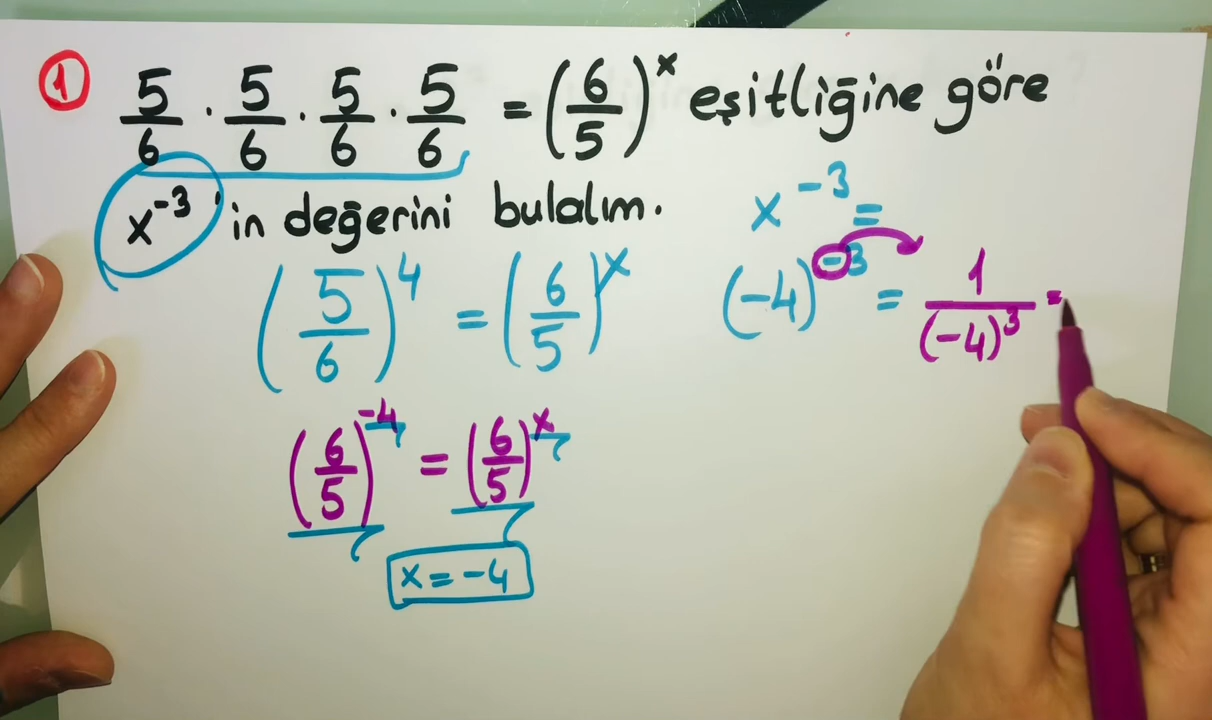 1 5/6 · 5/6 · 5/6 · 5/6 = (6/5)^x eşitliğine göre
x^-3 'in değerini bulalım.
(5/6)^4 = (6/5)^x
(6/5)^-4 = (6/5)^x
x = -4
x^-3 =
(-4)^-3 = 1/(-4)^3 =